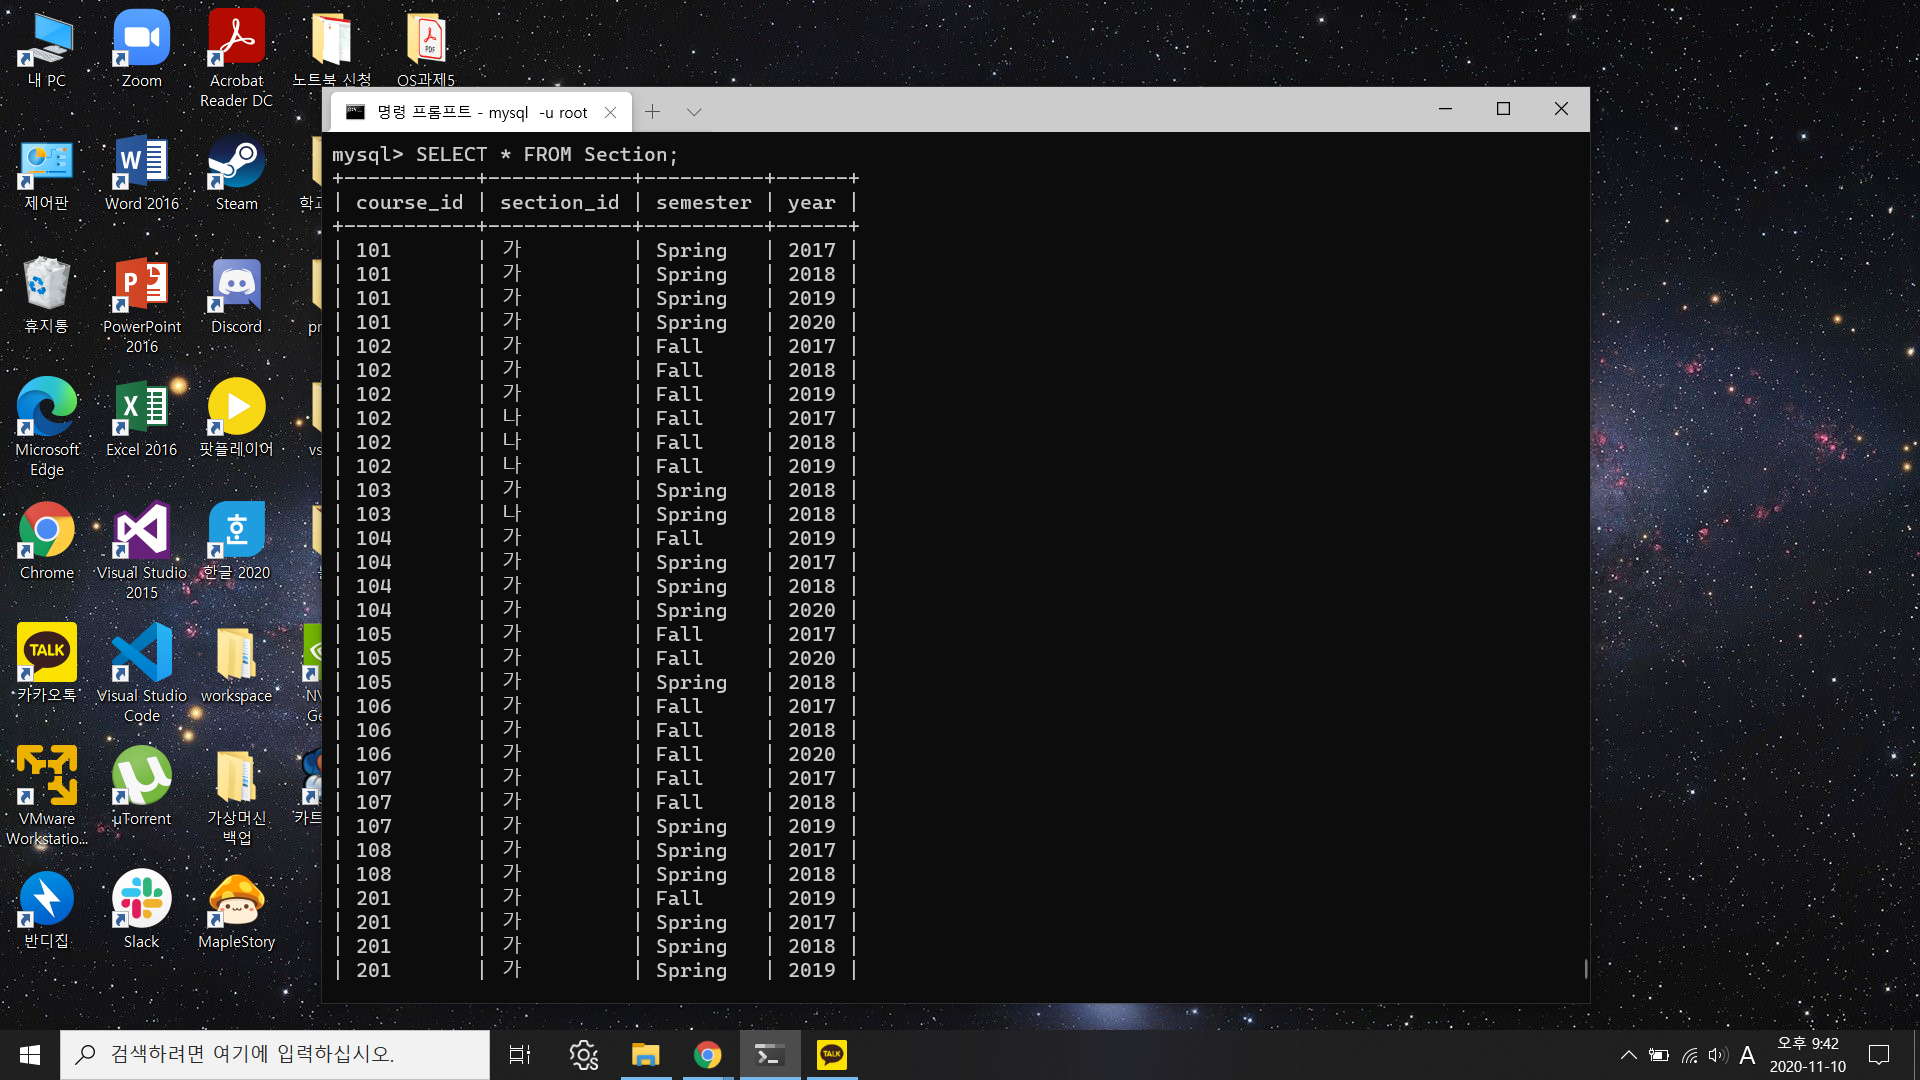 내 PC
Zoom
Acrobat
Reader DC
노트북 신청
OS과제5
제어판
Word 2016
Steam
휴지통
PowerPoint
2016
Discord
Microsoft
Edge
Excel 2016
팟플레이어
Chrome
Visual Studio
2015
한글 2020
카카오톡
Visual Studio
Code
workspace
VMware
Workstatio...
µTorrent
가상머신
백업
반디집
Slack
MapleStory
명령 프롬프트 - mysql  -u root
mysql> SELECT * FROM Section;
+-----------+------------+----------+------+
| course_id | section_id | semester | year |
+-----------+------------+----------+------+
| 101       | 가         | Spring   | 2017 |
| 101       | 가         | Spring   | 2018 |
| 101       | 가         | Spring   | 2019 |
| 101       | 가         | Spring   | 2020 |
| 102       | 가         | Fall     | 2017 |
| 102       | 가         | Fall     | 2018 |
| 102       | 가         | Fall     | 2019 |
| 102       | 나         | Fall     | 2017 |
| 102       | 나         | Fall     | 2018 |
| 102       | 나         | Fall     | 2019 |
| 103       | 가         | Spring   | 2018 |
| 103       | 나         | Spring   | 2018 |
| 104       | 가         | Fall     | 2019 |
| 104       | 가         | Spring   | 2017 |
| 104       | 가         | Spring   | 2018 |
| 104       | 가         | Spring   | 2020 |
| 105       | 가         | Fall     | 2017 |
| 105       | 가         | Fall     | 2020 |
| 105       | 가         | Spring   | 2018 |
| 106       | 가         | Fall     | 2017 |
| 106       | 가         | Fall     | 2018 |
| 106       | 가         | Fall     | 2020 |
| 107       | 가         | Fall     | 2017 |
| 107       | 가         | Fall     | 2018 |
| 107       | 가         | Spring   | 2019 |
| 108       | 가         | Spring   | 2017 |
| 108       | 가         | Spring   | 2018 |
| 201       | 가         | Fall     | 2019 |
| 201       | 가         | Spring   | 2017 |
| 201       | 가         | Spring   | 2018 |
| 201       | 가         | Spring   | 2019 |
검색하려면 여기에 입력하십시오.
A
오후 9:42
2020-11-10